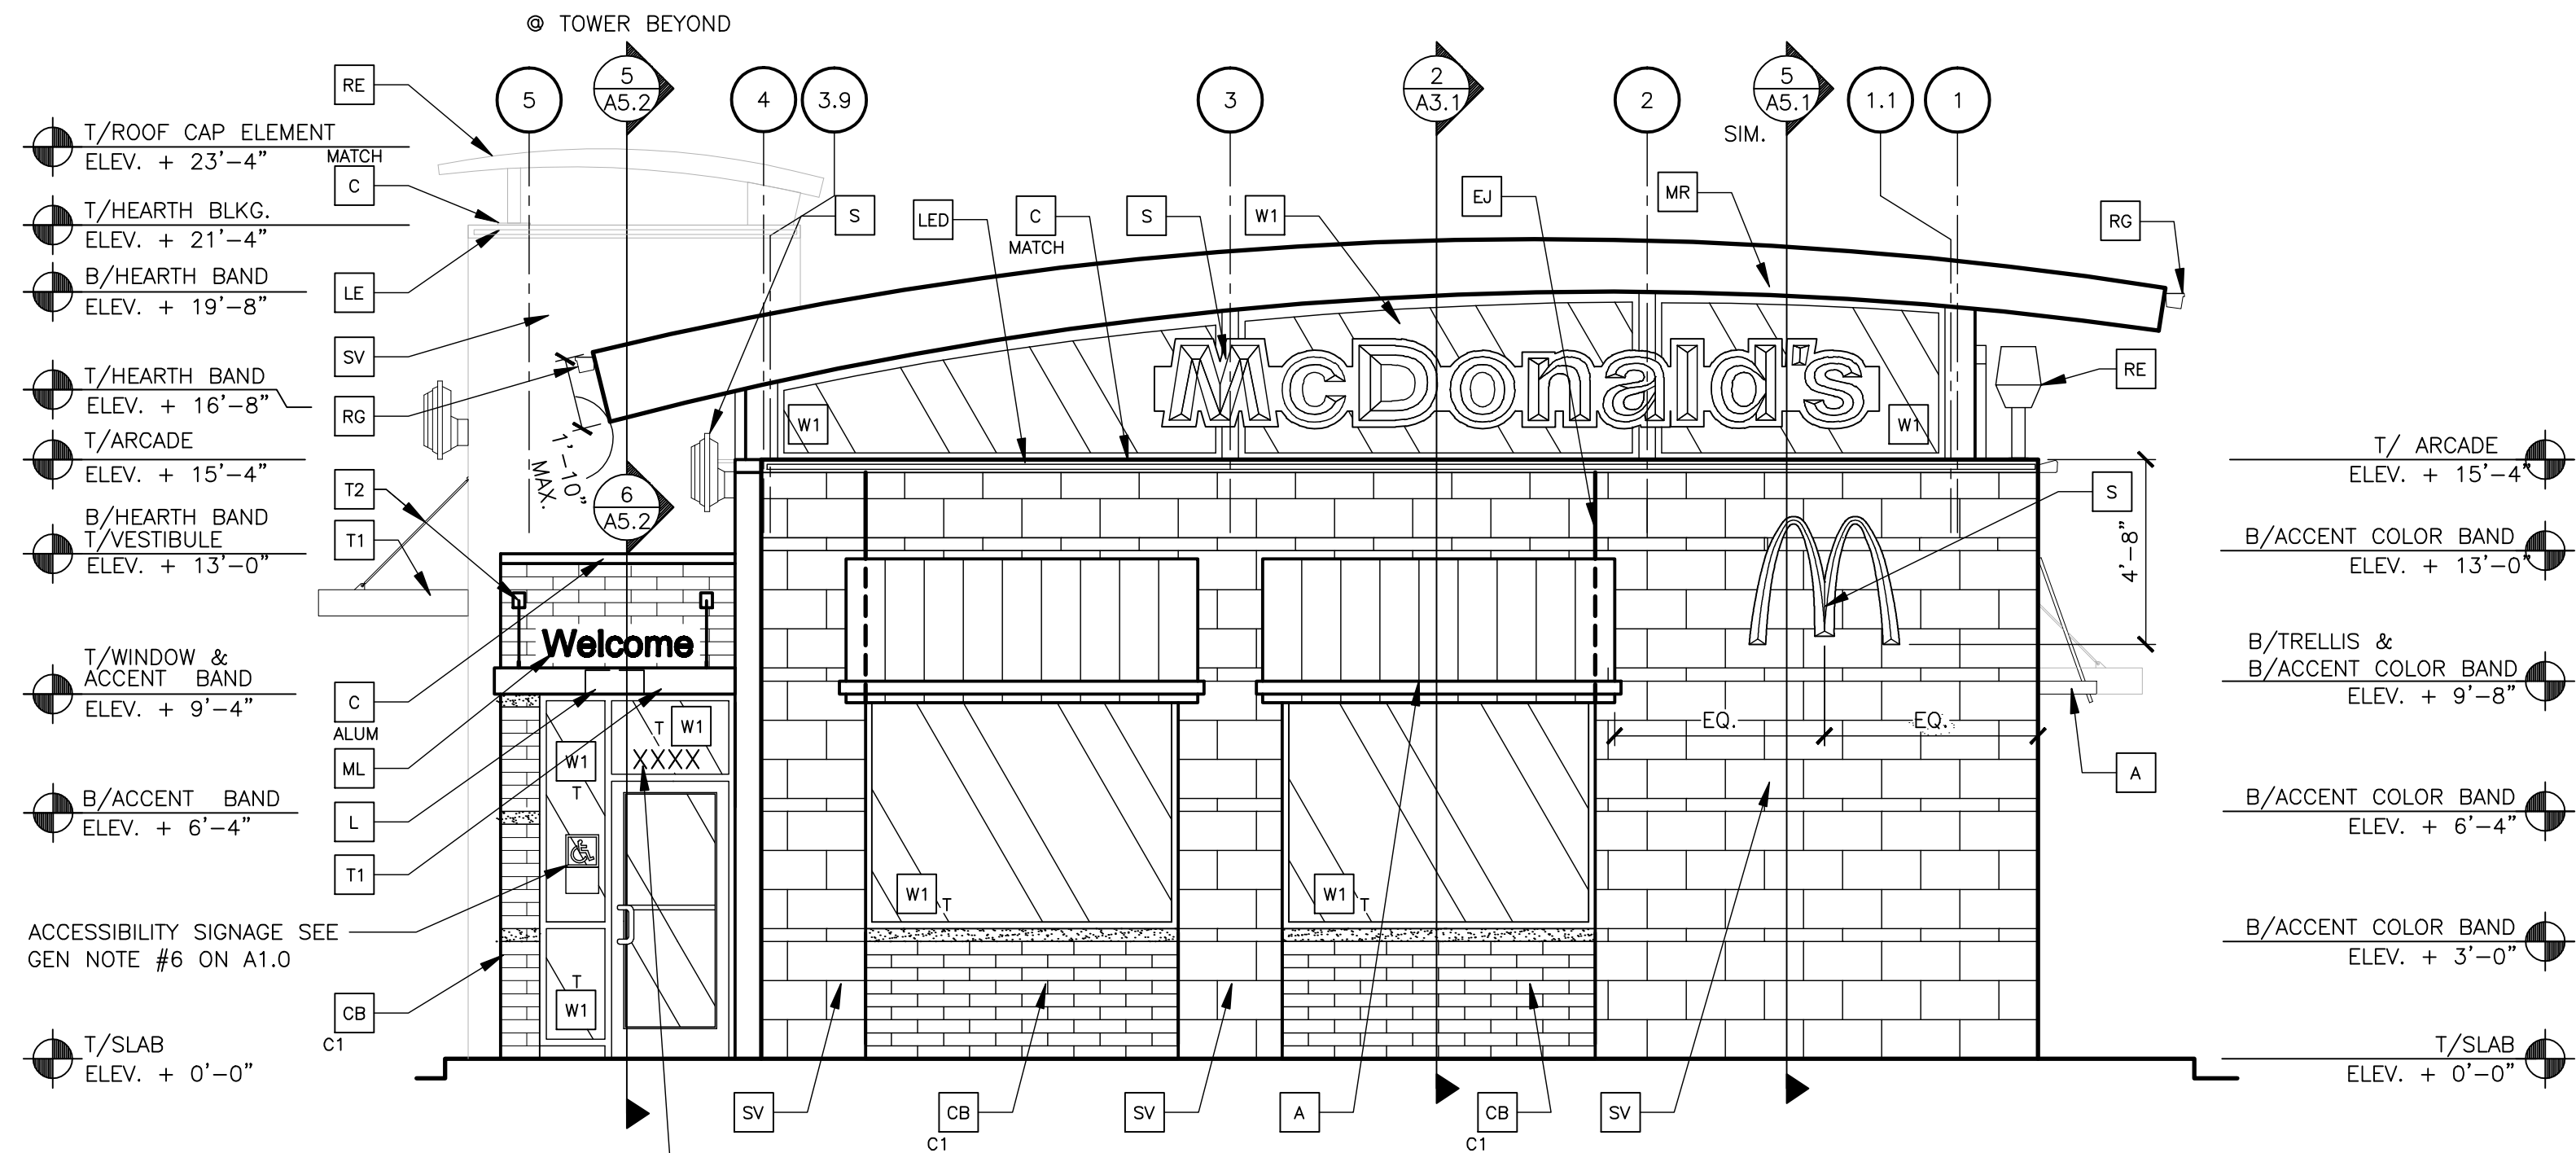 @ TOWER BEYOND
RE
5
5
A5.2
4
3.9
3
2
A3.1
2
5
A5.1
SIM.
1.1
1
T/ROOF CAP ELEMENT
ELEV. + 23'-4"
MATCH
C
T/HEARTH BLKG.
ELEV. + 21'-4"
B/HEARTH BAND
ELEV. + 19'-8"
LE
SV
T/HEARTH BAND
ELEV. + 16'-8"
RG
T/ARCADE
ELEV. + 15'-4"
T2
B/HEARTH BAND
T/VESTIBULE
ELEV. + 13'-0"
T1
T/WINDOW &
ACCENT BAND
ELEV. + 9'-4"
C
ALUM
ML
B/ACCENT BAND
ELEV. + 6'-4"
L
T1
ACCESSIBILITY SIGNAGE SEE
GEN NOTE #6 ON A1.0
CB
C1
T/SLAB
ELEV. + 0'-0"
S
LED
C
MATCH
S
W1
EJ
MR
RG
RE
1'-10"
MAX.
6
A5.2
McDonald's
W1
W1
Welcome
W1
T
XXXX
W1
T
T
W1
W1
T
W1
T
EQ.
EQ.
S
4'-8"
A
T/ ARCADE
ELEV. + 15'-4"
B/ACCENT COLOR BAND
ELEV. + 13'-0"
B/TRELLIS &
B/ACCENT COLOR BAND
ELEV. + 9'-8"
B/ACCENT COLOR BAND
ELEV. + 6'-4"
B/ACCENT COLOR BAND
ELEV. + 3'-0"
T/SLAB
ELEV. + 0'-0"
SV
CB
C1
SV
A
CB
C1
SV